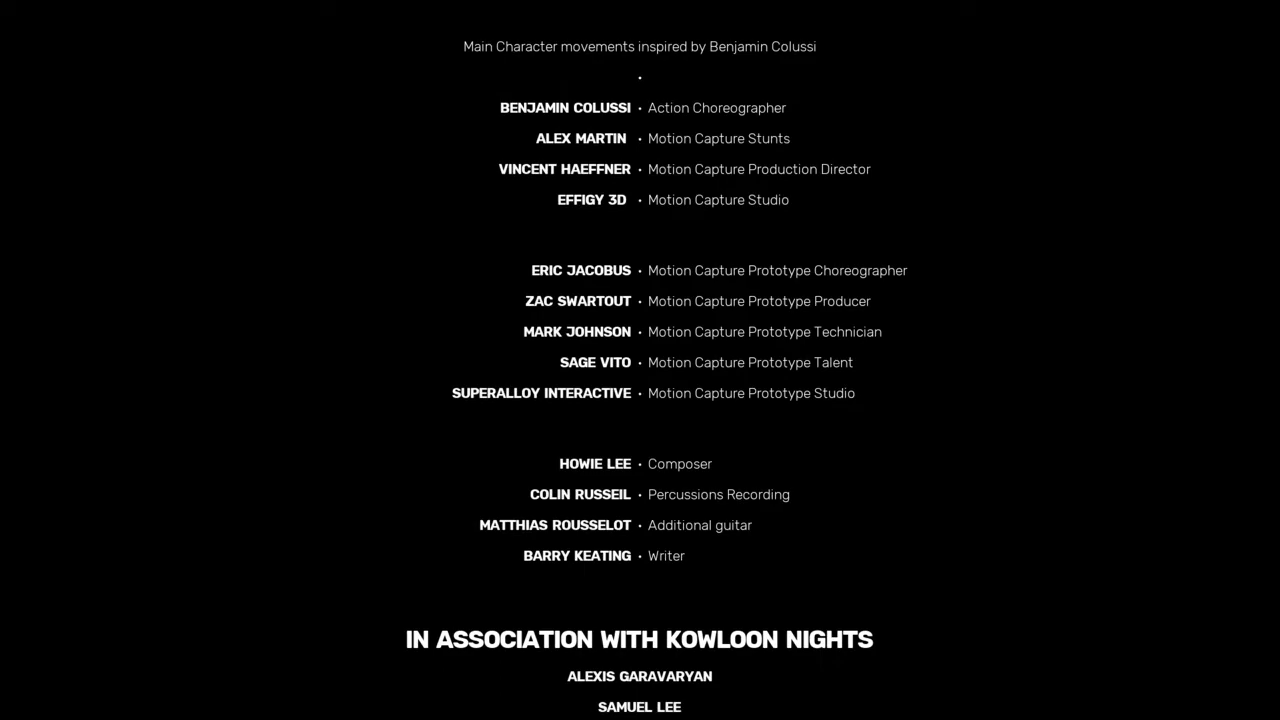 Main Character movements inspired by Benjamin Colussi
•
BENJAMIN COLUSSI • Action Choreographer
ALEX MARTIN • Motion Capture Stunts
VINCENT HAEFFNER • Motion Capture Production Director
EFFIGY 3D • Motion Capture Studio
ERIC JACOBUS • Motion Capture Prototype Choreographer
ZAC SWARTOUT • Motion Capture Prototype Producer
MARK JOHNSON • Motion Capture Prototype Technician
SAGE VITO • Motion Capture Prototype Talent
SUPERALLOY INTERACTIVE • Motion Capture Prototype Studio
HOWIE LEE • Composer
COLIN RUSSEIL • Percussions Recording
MATTHIAS ROUSSELOT • Additional guitar
BARRY KEATING • Writer
IN ASSOCIATION WITH KOWLOON NIGHTS
ALEXIS GARAVARYAN
SAMUEL LEE